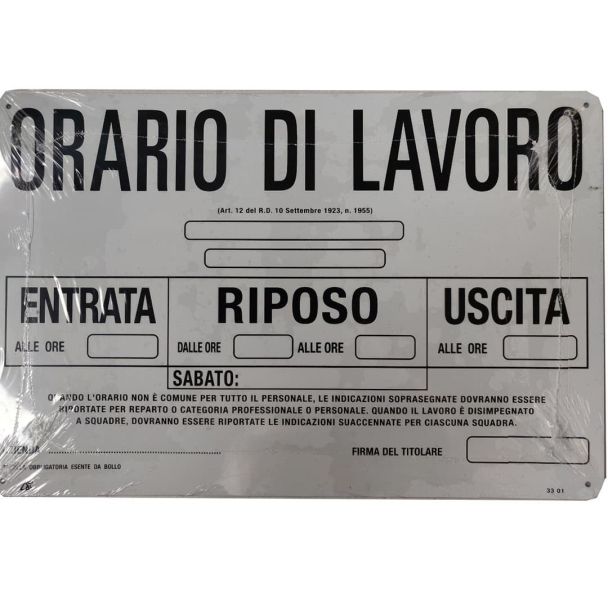 ORARIO DI LAVORO
(Art. 12 del R.D. 10 Settembre 1923, n. 1955)
ENTRATA RIPOSO USCITA
ALLE ORE DALLE ORE ALLE ORE ALLE ORE
SABATO:
QUANDO L'ORARIO NON È COMUNE PER TUTTO IL PERSONALE, LE INDICAZIONI SOPRASEGNATE DOVRANNO ESSERE
RIPORTATE PER REPARTO O CATEGORIA PROFESSIONALE O PERSONALE. QUANDO IL LAVORO È DISIMPEGNATO
A SQUADRE, DOVRANNO ESSERE RIPORTATE LE INDICAZIONI SUACCENNATE PER CIASCUNA SQUADRA.
AZIENDA FIRMA DEL TITOLARE
OBBLIGATORIA ESENTE DA BOLLO
33 01